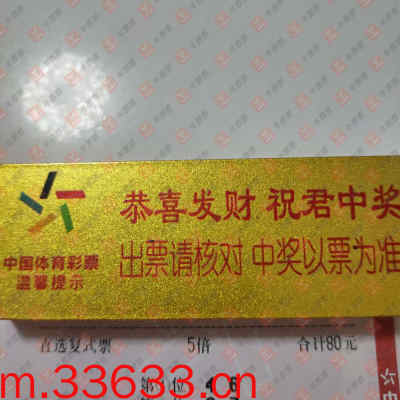 恭喜发财 祝君中奖
出票请核对 中奖以票为准
中国体育彩票
温馨提示
直选复式票 5倍 合计80元
m.33633.cn